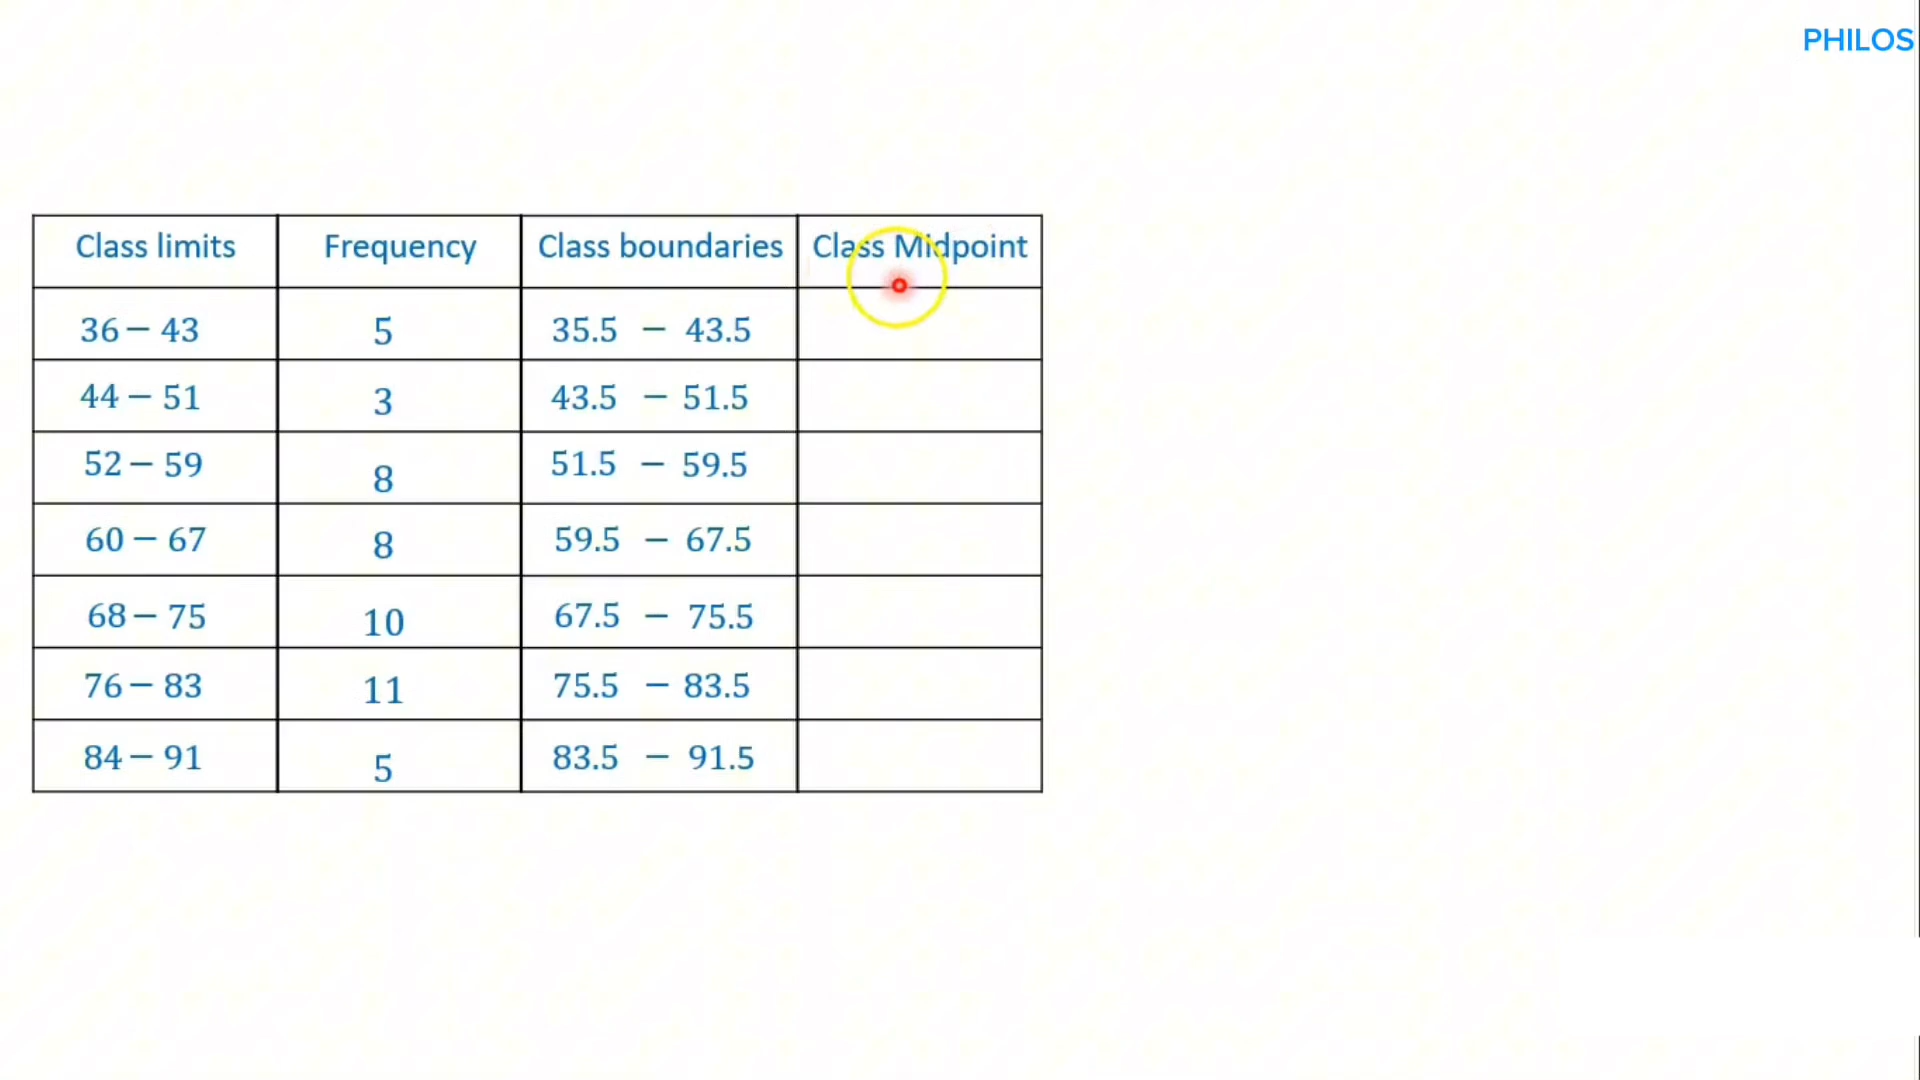 PHILOS
Class limits Frequency Class boundaries Class Midpoint
36 − 43 5 35.5 − 43.5
44 − 51 3 43.5 − 51.5
52 − 59 8 51.5 − 59.5
60 − 67 8 59.5 − 67.5
68 − 75 10 67.5 − 75.5
76 − 83 11 75.5 − 83.5
84 − 91 5 83.5 − 91.5